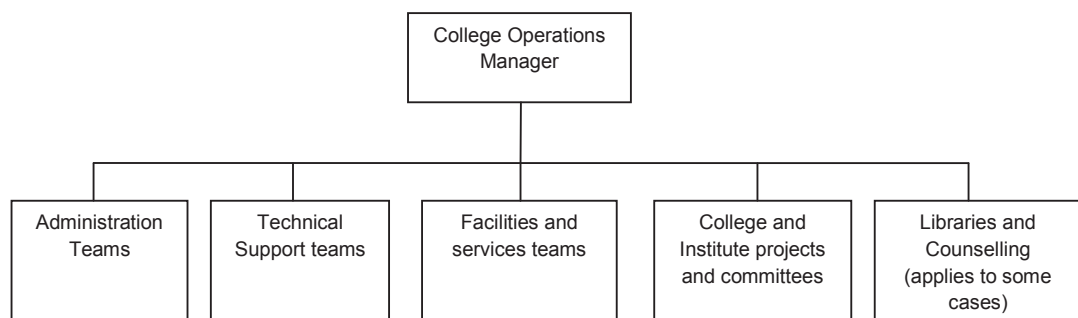 College Operations
Manager
Administration
Teams
Technical
Support teams
Facilities and
services teams
College and
Institute projects
and committees
Libraries and
Counselling
(applies to some
cases)